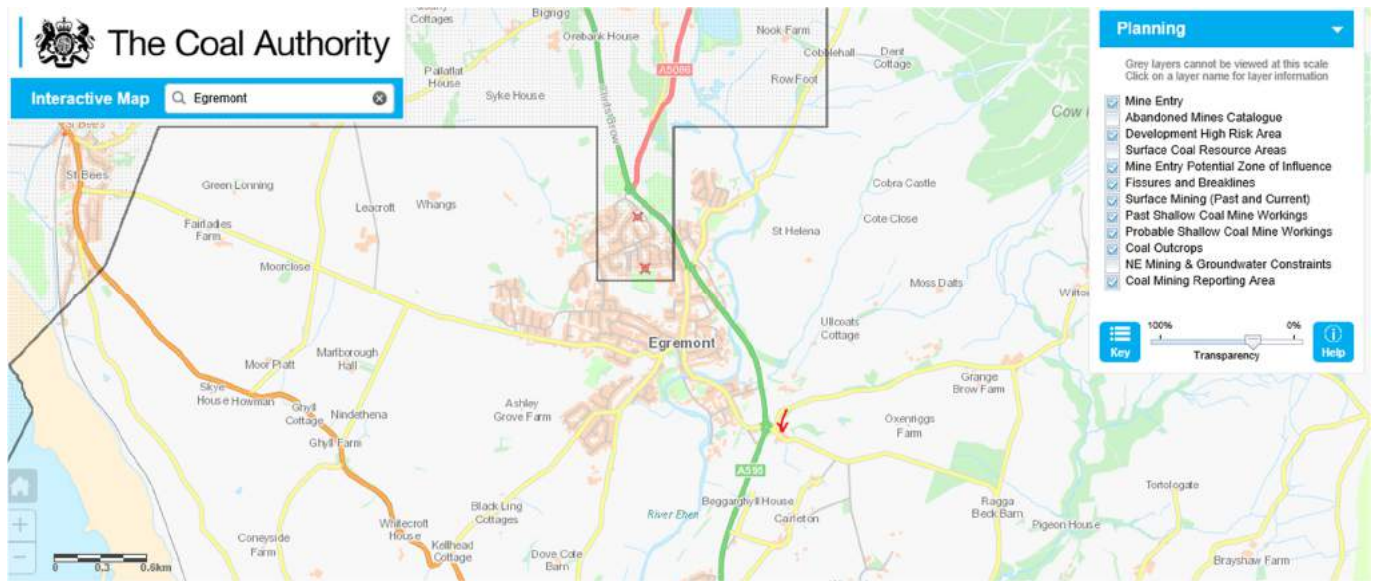 The Coal Authority
Interactive Map
Egremont
Planning
Grey layers cannot be viewed at this scale
Click on a layer name for layer information
Mine Entry
Abandoned Mines Catalogue
Development High Risk Area
Surface Coal Resource Areas
Mine Entry Potential Zone of Influence
Fissures and Breaklines
Surface Mining (Past and Current)
Past Shallow Coal Mine Workings
Probable Shallow Coal Mine Workings
Coal Outcrops
NE Mining & Groundwater Constraints
Coal Mining Reporting Area
Key
100%
0%
Transparency
Help
Cottages
Bigrigg
Orebank House
Nook Farm
Cobblehall
Dent
Cottage
Pallaflat
House
A5086
Row Foot
Syke House
Cow
St Bees
St Bees
Green Lonning
Cobra Castle
Leacroft
Whangs
Cote Close
Fairladies
Farm
St Helena
Moorclose
Moss Dalts
Ullcoats
Cottage
Egremont
Marlborough
Hall
Moor Platt
Grange
Brow Farm
Skye
House
Howman
Ghyll
Cottage
Nindethena
Ashley
Grove Farm
Oxenriggs
Farm
Ghyll Farm
A595
Tortologate
Black Ling
Cottages
Beggarghyll House
River Ehen
Carleton
Ragga
Beck Barn
Pigeon House
Whitecroft
House
Coneyside
Farm
Kellhead
Cottage
Dove Cote
Barn
Brayshaw Farm
0
0.3
0.6km